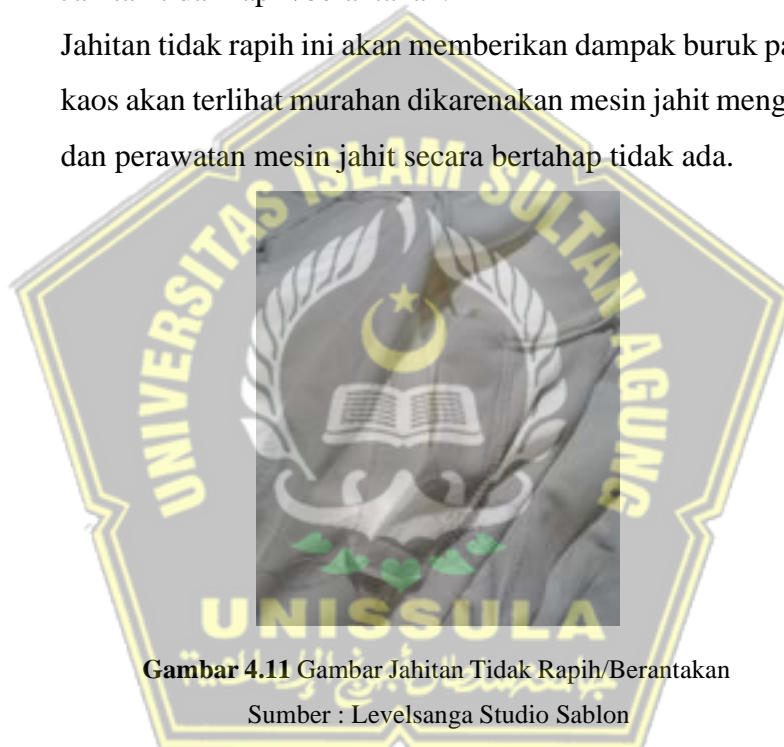 Jahitan tidak rapih ini akan memberikan dampak buruk pa
kaos akan terlihat murahan dikarenakan mesin jahit meng
dan perawatan mesin jahit secara bertahap tidak ada.
UNIVERSITAS ISLAM SULTAN AGUNG
UNISSULA
Gambar 4.11 Gambar Jahitan Tidak Rapih/Berantakan
Sumber : Levelsanga Studio Sablon